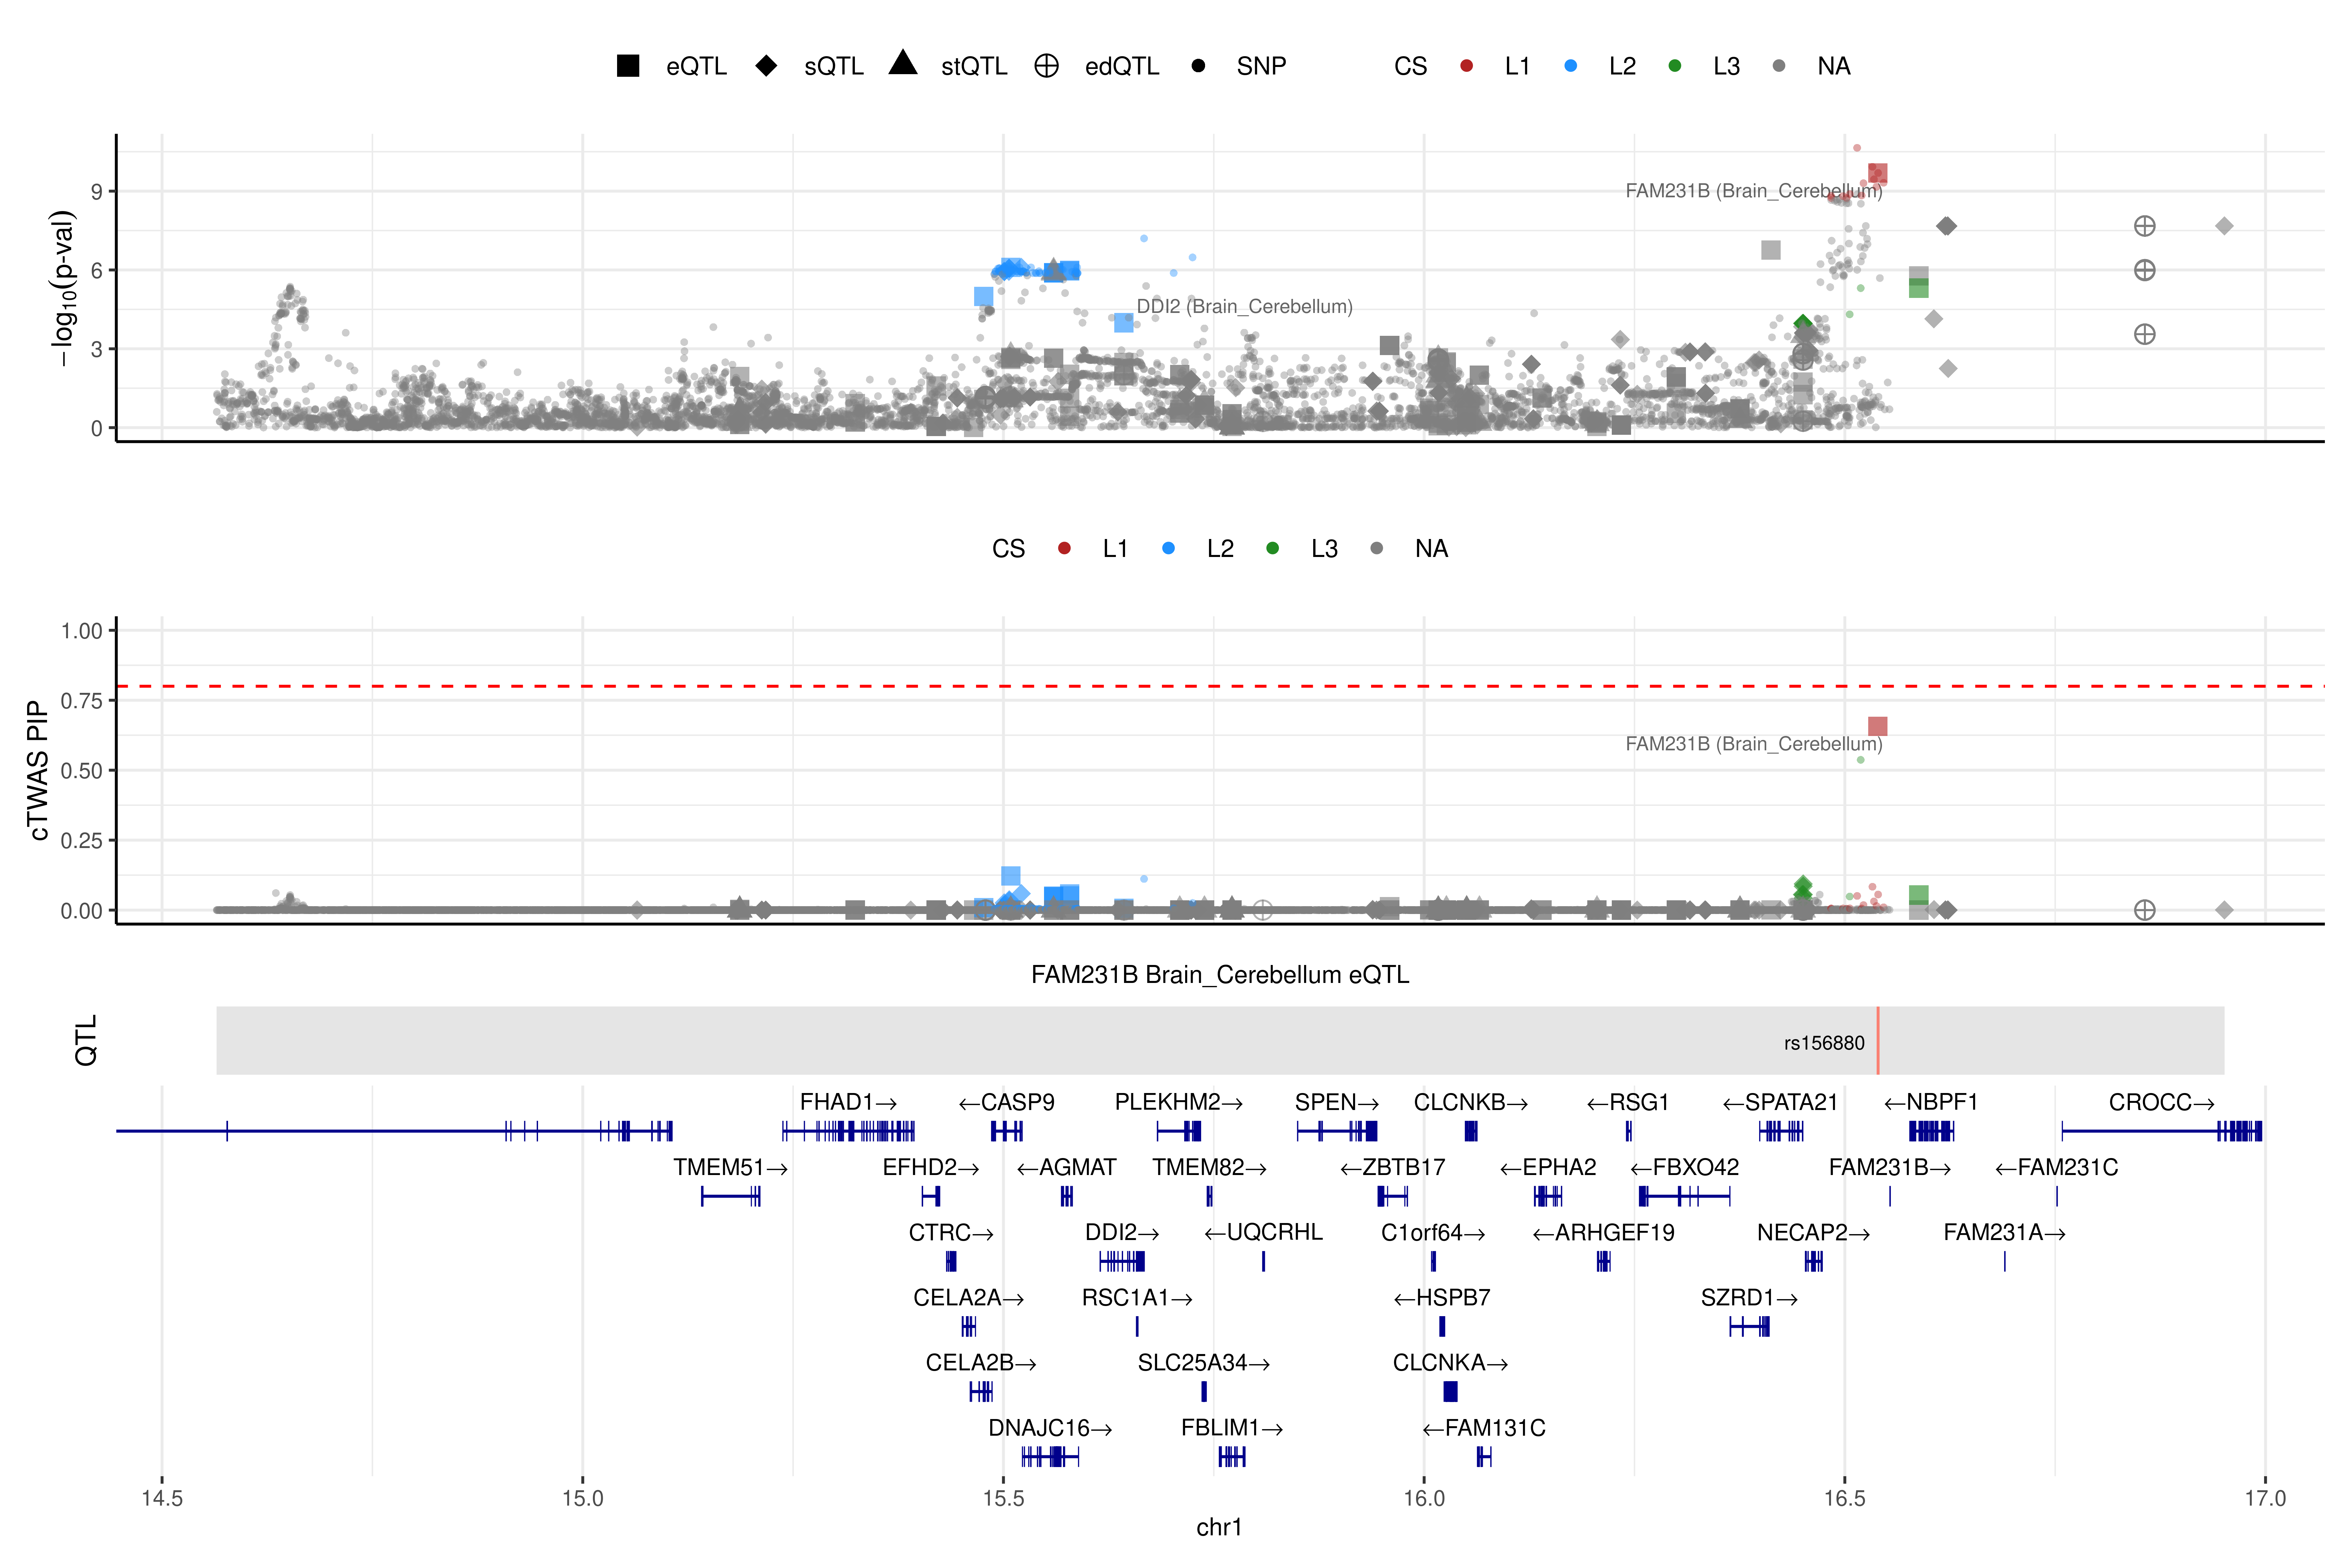 eQTL sQTL stQTL edQTL SNP CS L1 L2 L3 NA
−log10(p-val)
9
6
3
0
FAM231B (Brain_Cerebellum)
DDI2 (Brain_Cerebellum)
CS L1 L2 L3 NA
cTWAS PIP
1.00
0.75
0.50
0.25
0.00
FAM231B (Brain_Cerebellum)
FAM231B Brain_Cerebellum eQTL
QTL
rs156880
FHAD1→ ←CASP9 PLEKHM2→ SPEN→ CLCNKB→ ←RSG1 ←SPATA21 ←NBPF1 CROCC→
TMEM51→ EFHD2→ ←AGMAT TMEM82→ ←ZBTB17 ←EPHA2 ←FBXO42 FAM231B→ ←FAM231C
CTRC→ DDI2→ ←UQCRHL C1orf64→ ←ARHGEF19 NECAP2→ FAM231A→
CELA2A→ RSC1A1→ ←HSPB7 SZRD1→
CELA2B→ SLC25A34→ CLCNKA→
DNAJC16→ FBLIM1→ ←FAM131C
14.5 15.0 15.5 16.0 16.5 17.0
chr1